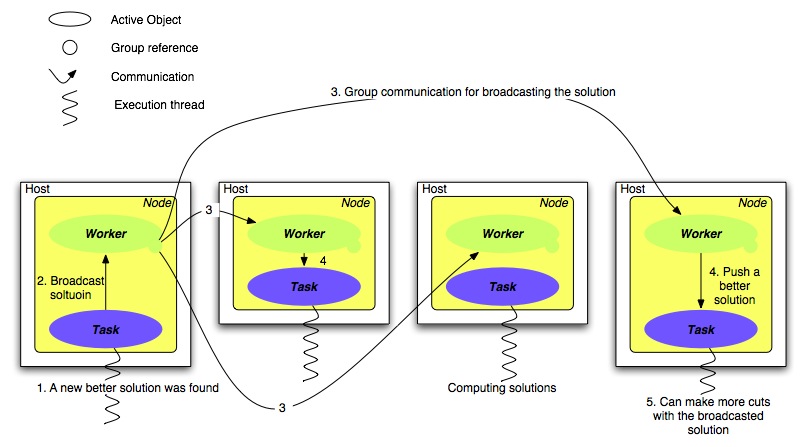 Active Object
Group reference
Communication
Execution thread
3. Group communication for broadcasting the solution
Host
Node
Worker
2. Broadcast
soltuoin
Task
1. A new better solution was found
3
Host
Node
Worker
4
Task
3
Host
Node
Worker
Task
Computing solutions
Host
Node
Worker
4. Push a
better
solution
Task
5. Can make more cuts
with the broadcasted
solution